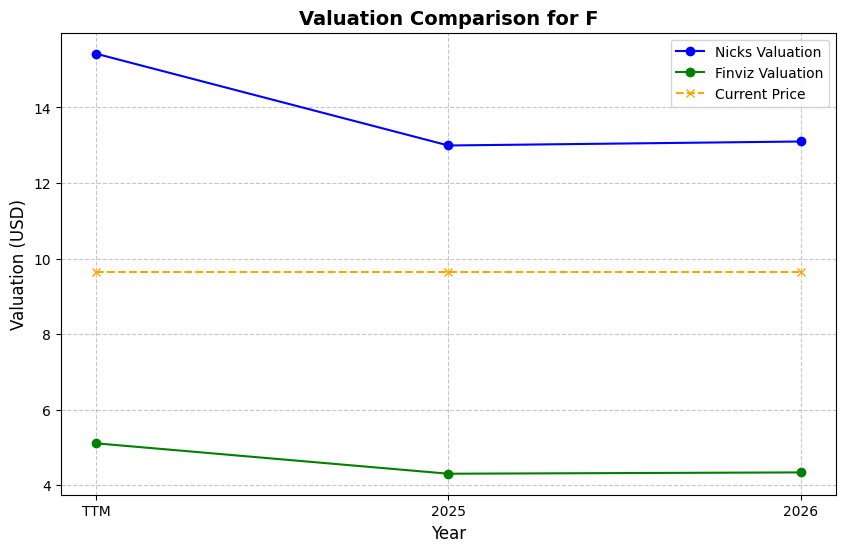 Valuation Comparison for F
Nicks Valuation
Finviz Valuation
Current Price
Valuation (USD)
14
12
10
8
6
4
TTM
2025
2026
Year